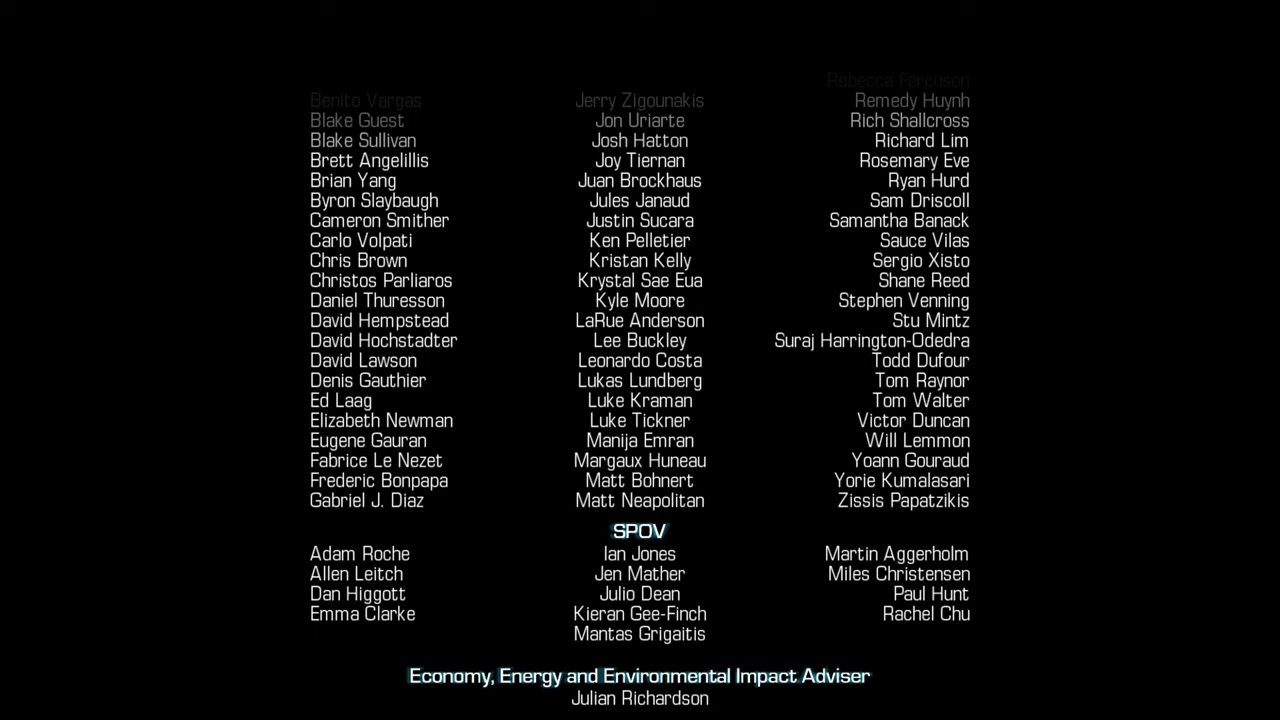 Rebecca Ferguson
Benito Vargas Jerry Zigounakis Remedy Huynh
Blake Guest Jon Uriarte Rich Shallcross
Blake Sullivan Josh Hatton Richard Lim
Brett Angelillis Joy Tiernan Rosemary Eve
Brian Yang Juan Brockhaus Ryan Hurd
Byron Slaybaugh Jules Janaud Sam Driscoll
Cameron Smither Justin Sucara Samantha Banack
Carlo Volpati Ken Pelletier Sauce Vilas
Chris Brown Kristan Kelly Sergio Xisto
Christos Parliaros Krystal Sae Eua Shane Reed
Daniel Thuresson Kyle Moore Stephen Venning
David Hempstead LaRue Anderson Stu Mintz
David Hochstadter Lee Buckley Suraj Harrington-Odedra
David Lawson Leonardo Costa Todd Dufour
Denis Gauthier Lukas Lundberg Tom Raynor
Ed Laag Luke Kraman Tom Walter
Elizabeth Newman Luke Tickner Victor Duncan
Eugene Gauran Manija Emran Will Lemmon
Fabrice Le Nezet Margaux Huneau Yoann Gouraud
Frederic Bonpapa Matt Bohnert Yorie Kumalasari
Gabriel J. Diaz Matt Neapolitan Zissis Papatzikis
SPOV
Adam Roche Ian Jones Martin Aggerholm
Allen Leitch Jen Mather Miles Christensen
Dan Higgott Julio Dean Paul Hunt
Emma Clarke Kieran Gee-Finch Rachel Chu
Mantas Grigaitis
Economy, Energy and Environmental Impact Adviser
Julian Richardson